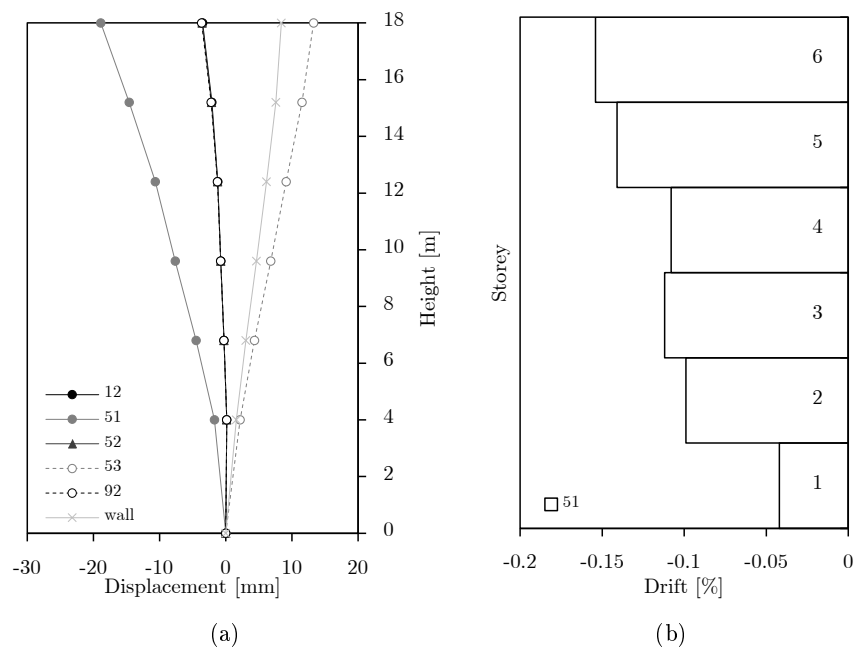 18
16
14
12
10
8
6
4
2
0
Height [m]
12
51
52
53
92
wall
-30 -20 -10 0 10 20
Displacement [mm]
(a)
Storey
6
5
4
3
2
1
51
-0.2 -0.15 -0.1 -0.05 0
Drift [%]
(b)